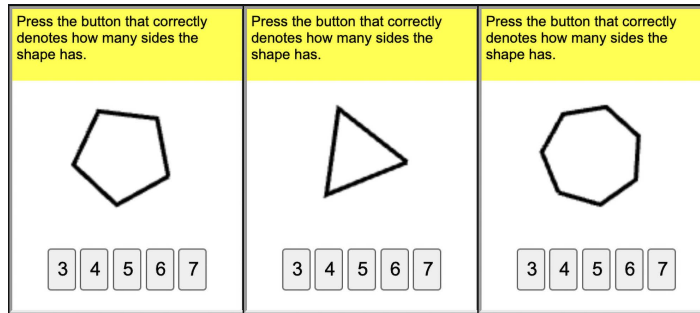 Press the button that correctly
denotes how many sides the
shape has.
3 4 5 6 7
Press the button that correctly
denotes how many sides the
shape has.
3 4 5 6 7
Press the button that correctly
denotes how many sides the
shape has.
3 4 5 6 7